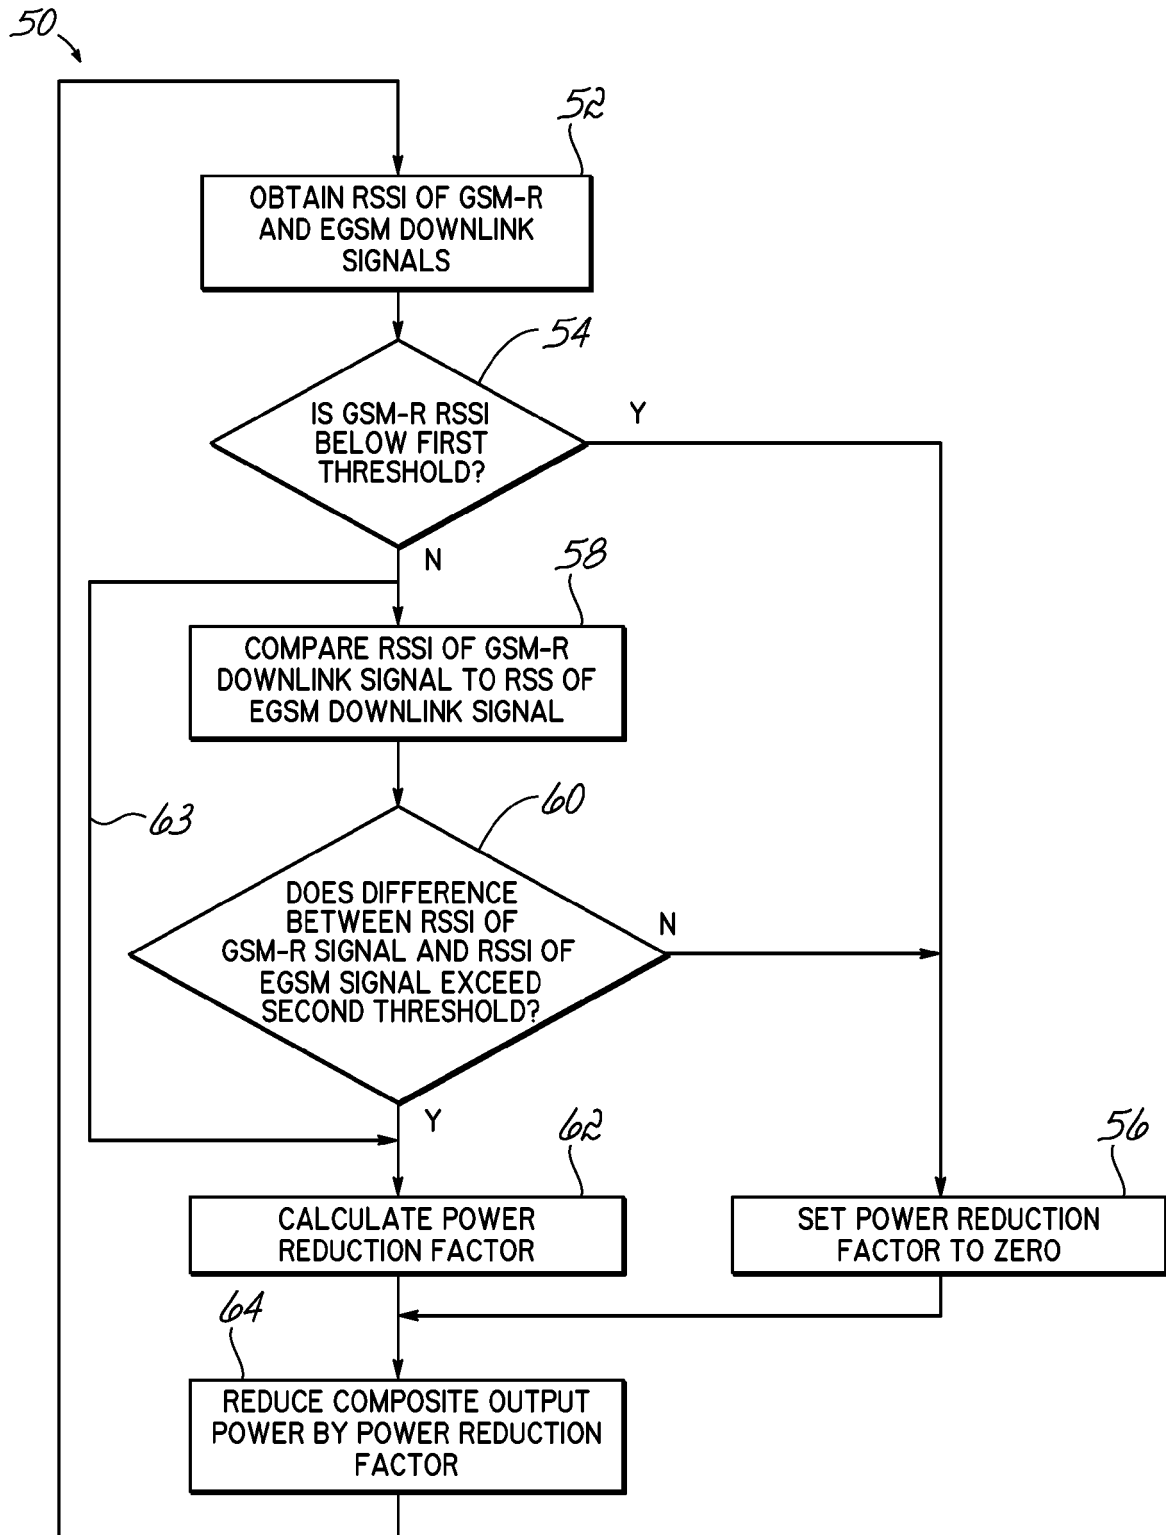 50
52
OBTAIN RSSI OF GSM-R
AND EGSM DOWNLINK
SIGNALS
54
IS GSM-R RSSI
BELOW FIRST
THRESHOLD?
Y
N
58
COMPARE RSSI OF GSM-R
DOWNLINK SIGNAL TO RSS OF
EGSM DOWNLINK SIGNAL
60
63
DOES DIFFERENCE
BETWEEN RSSI OF
GSM-R SIGNAL AND RSSI OF
EGSM SIGNAL EXCEED
SECOND THRESHOLD?
N
Y
62
CALCULATE POWER
REDUCTION FACTOR
56
SET POWER REDUCTION
FACTOR TO ZERO
64
REDUCE COMPOSITE OUTPUT
POWER BY POWER REDUCTION
FACTOR